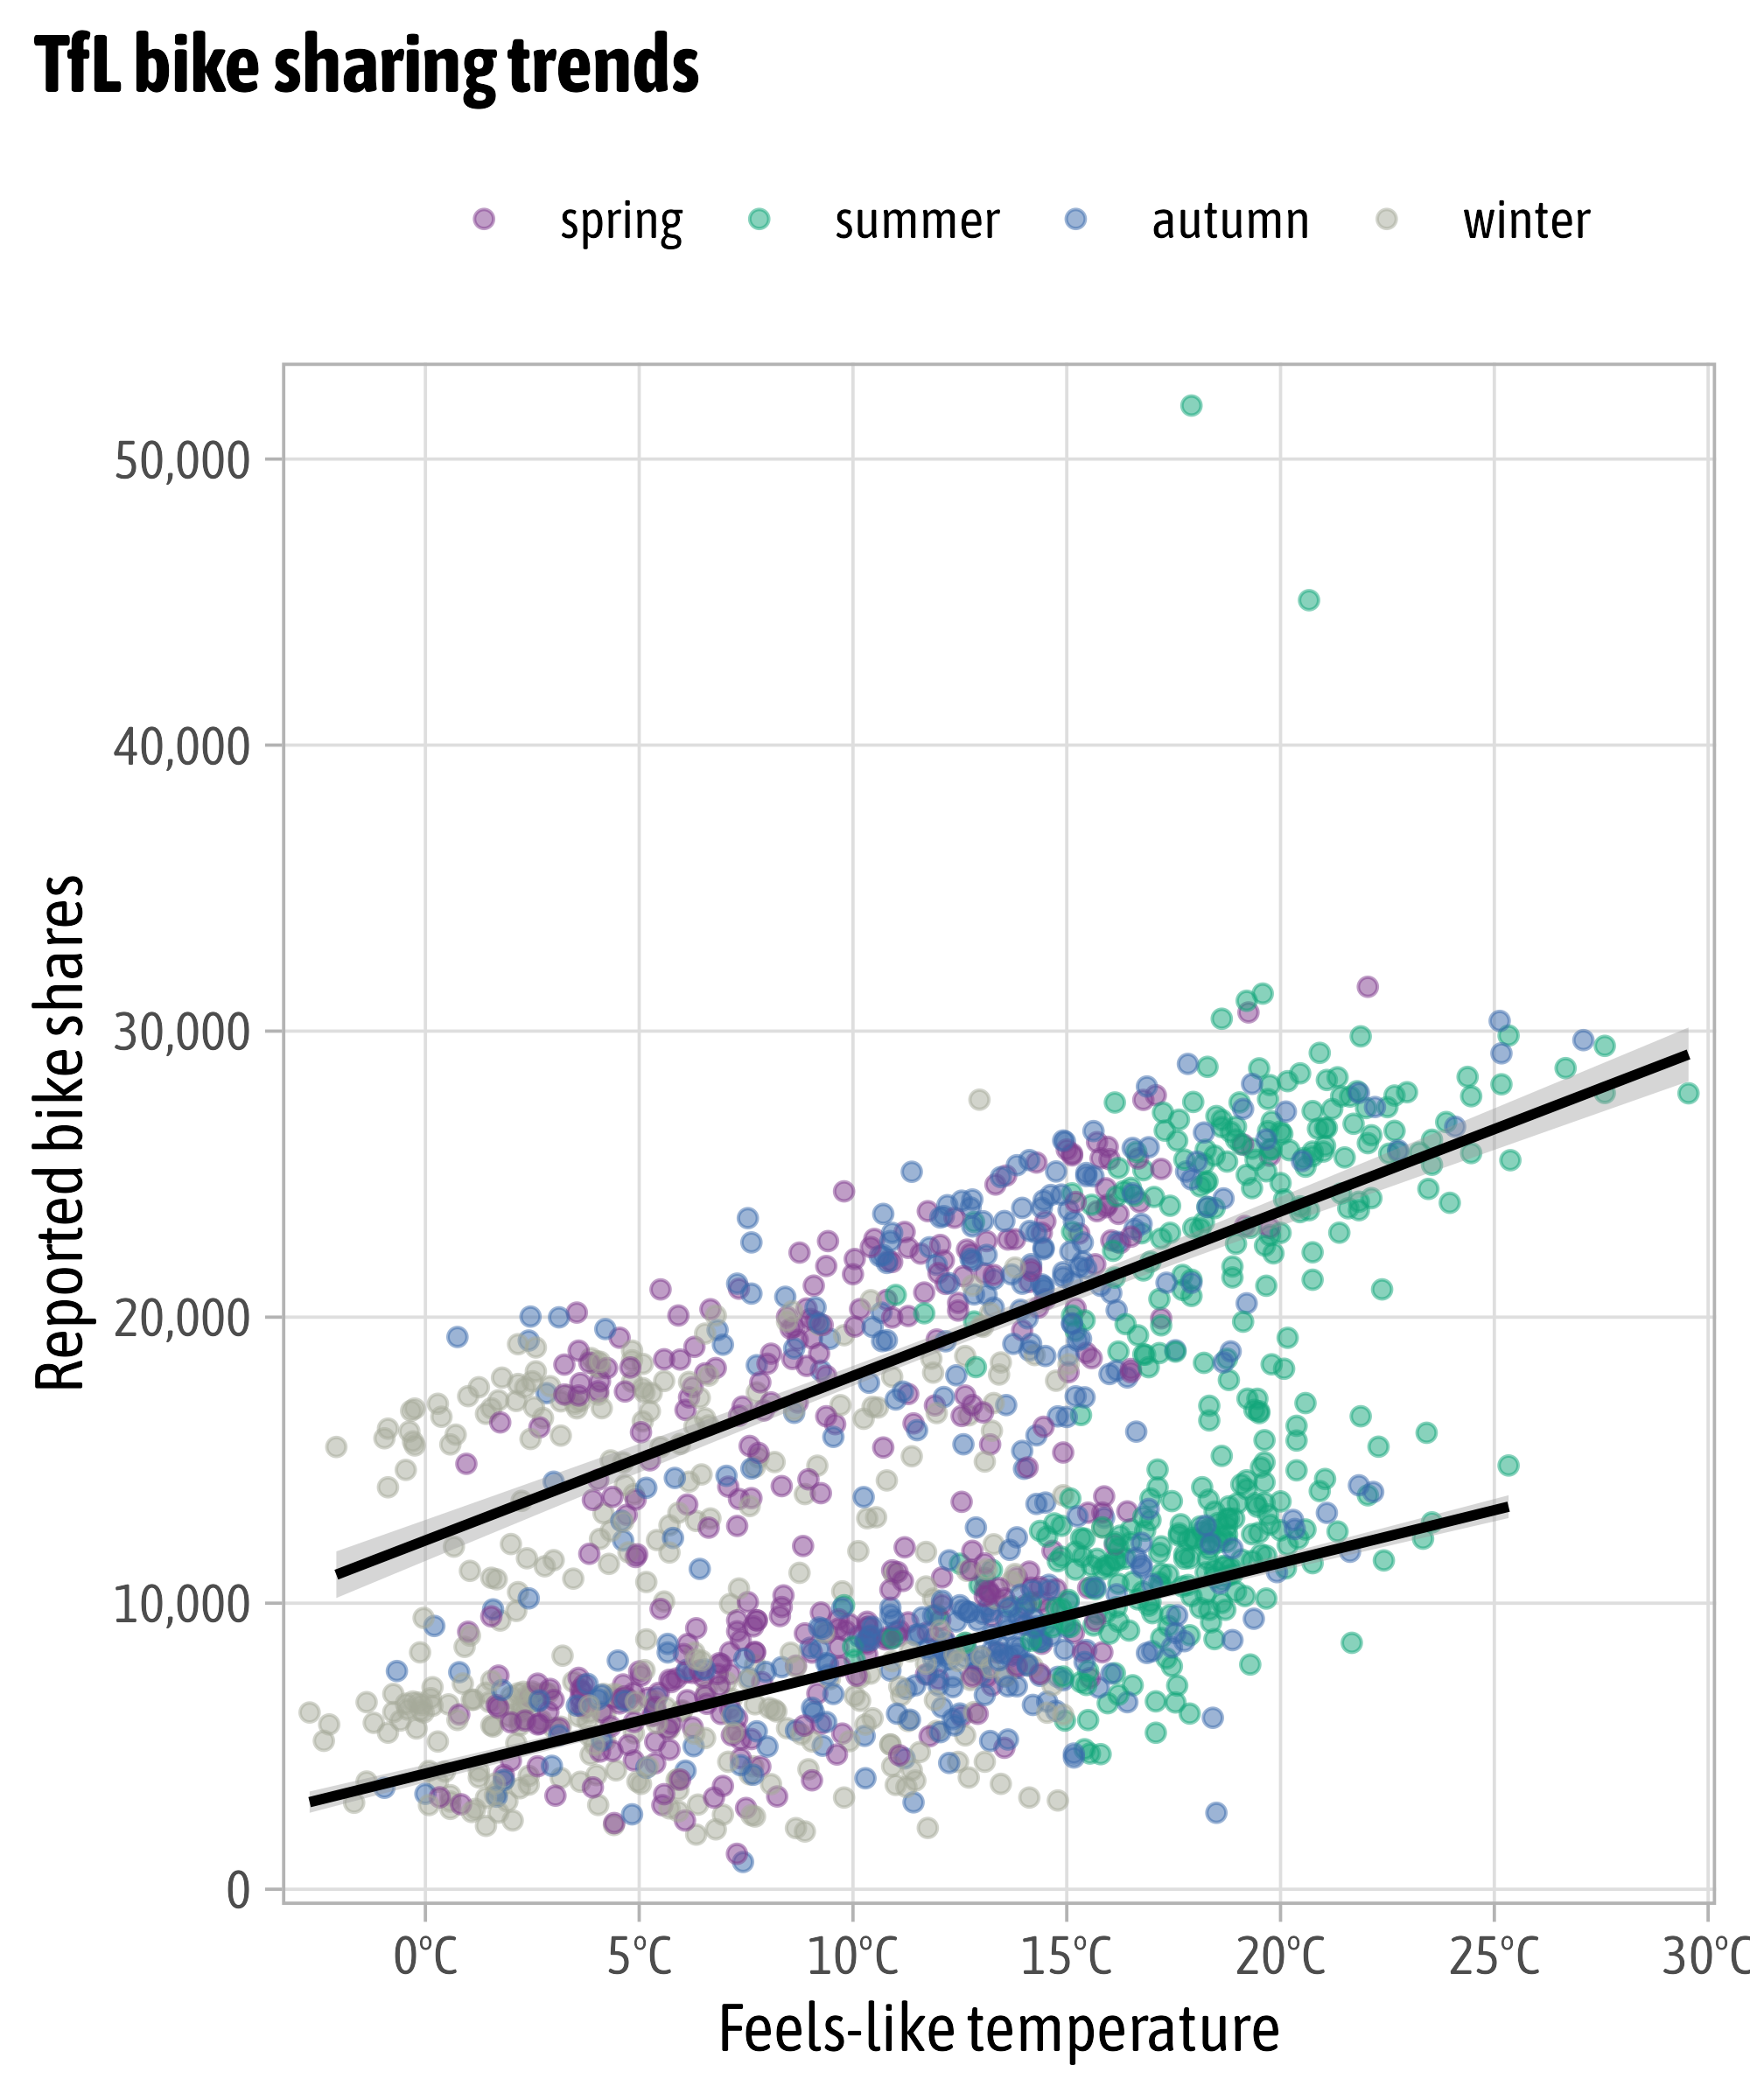 TfL bike sharing trends
spring summer autumn winter
Reported bike shares
50,000
40,000
30,000
20,000
10,000
0
0°C 5°C 10°C 15°C 20°C 25°C 30°C
Feels-like temperature